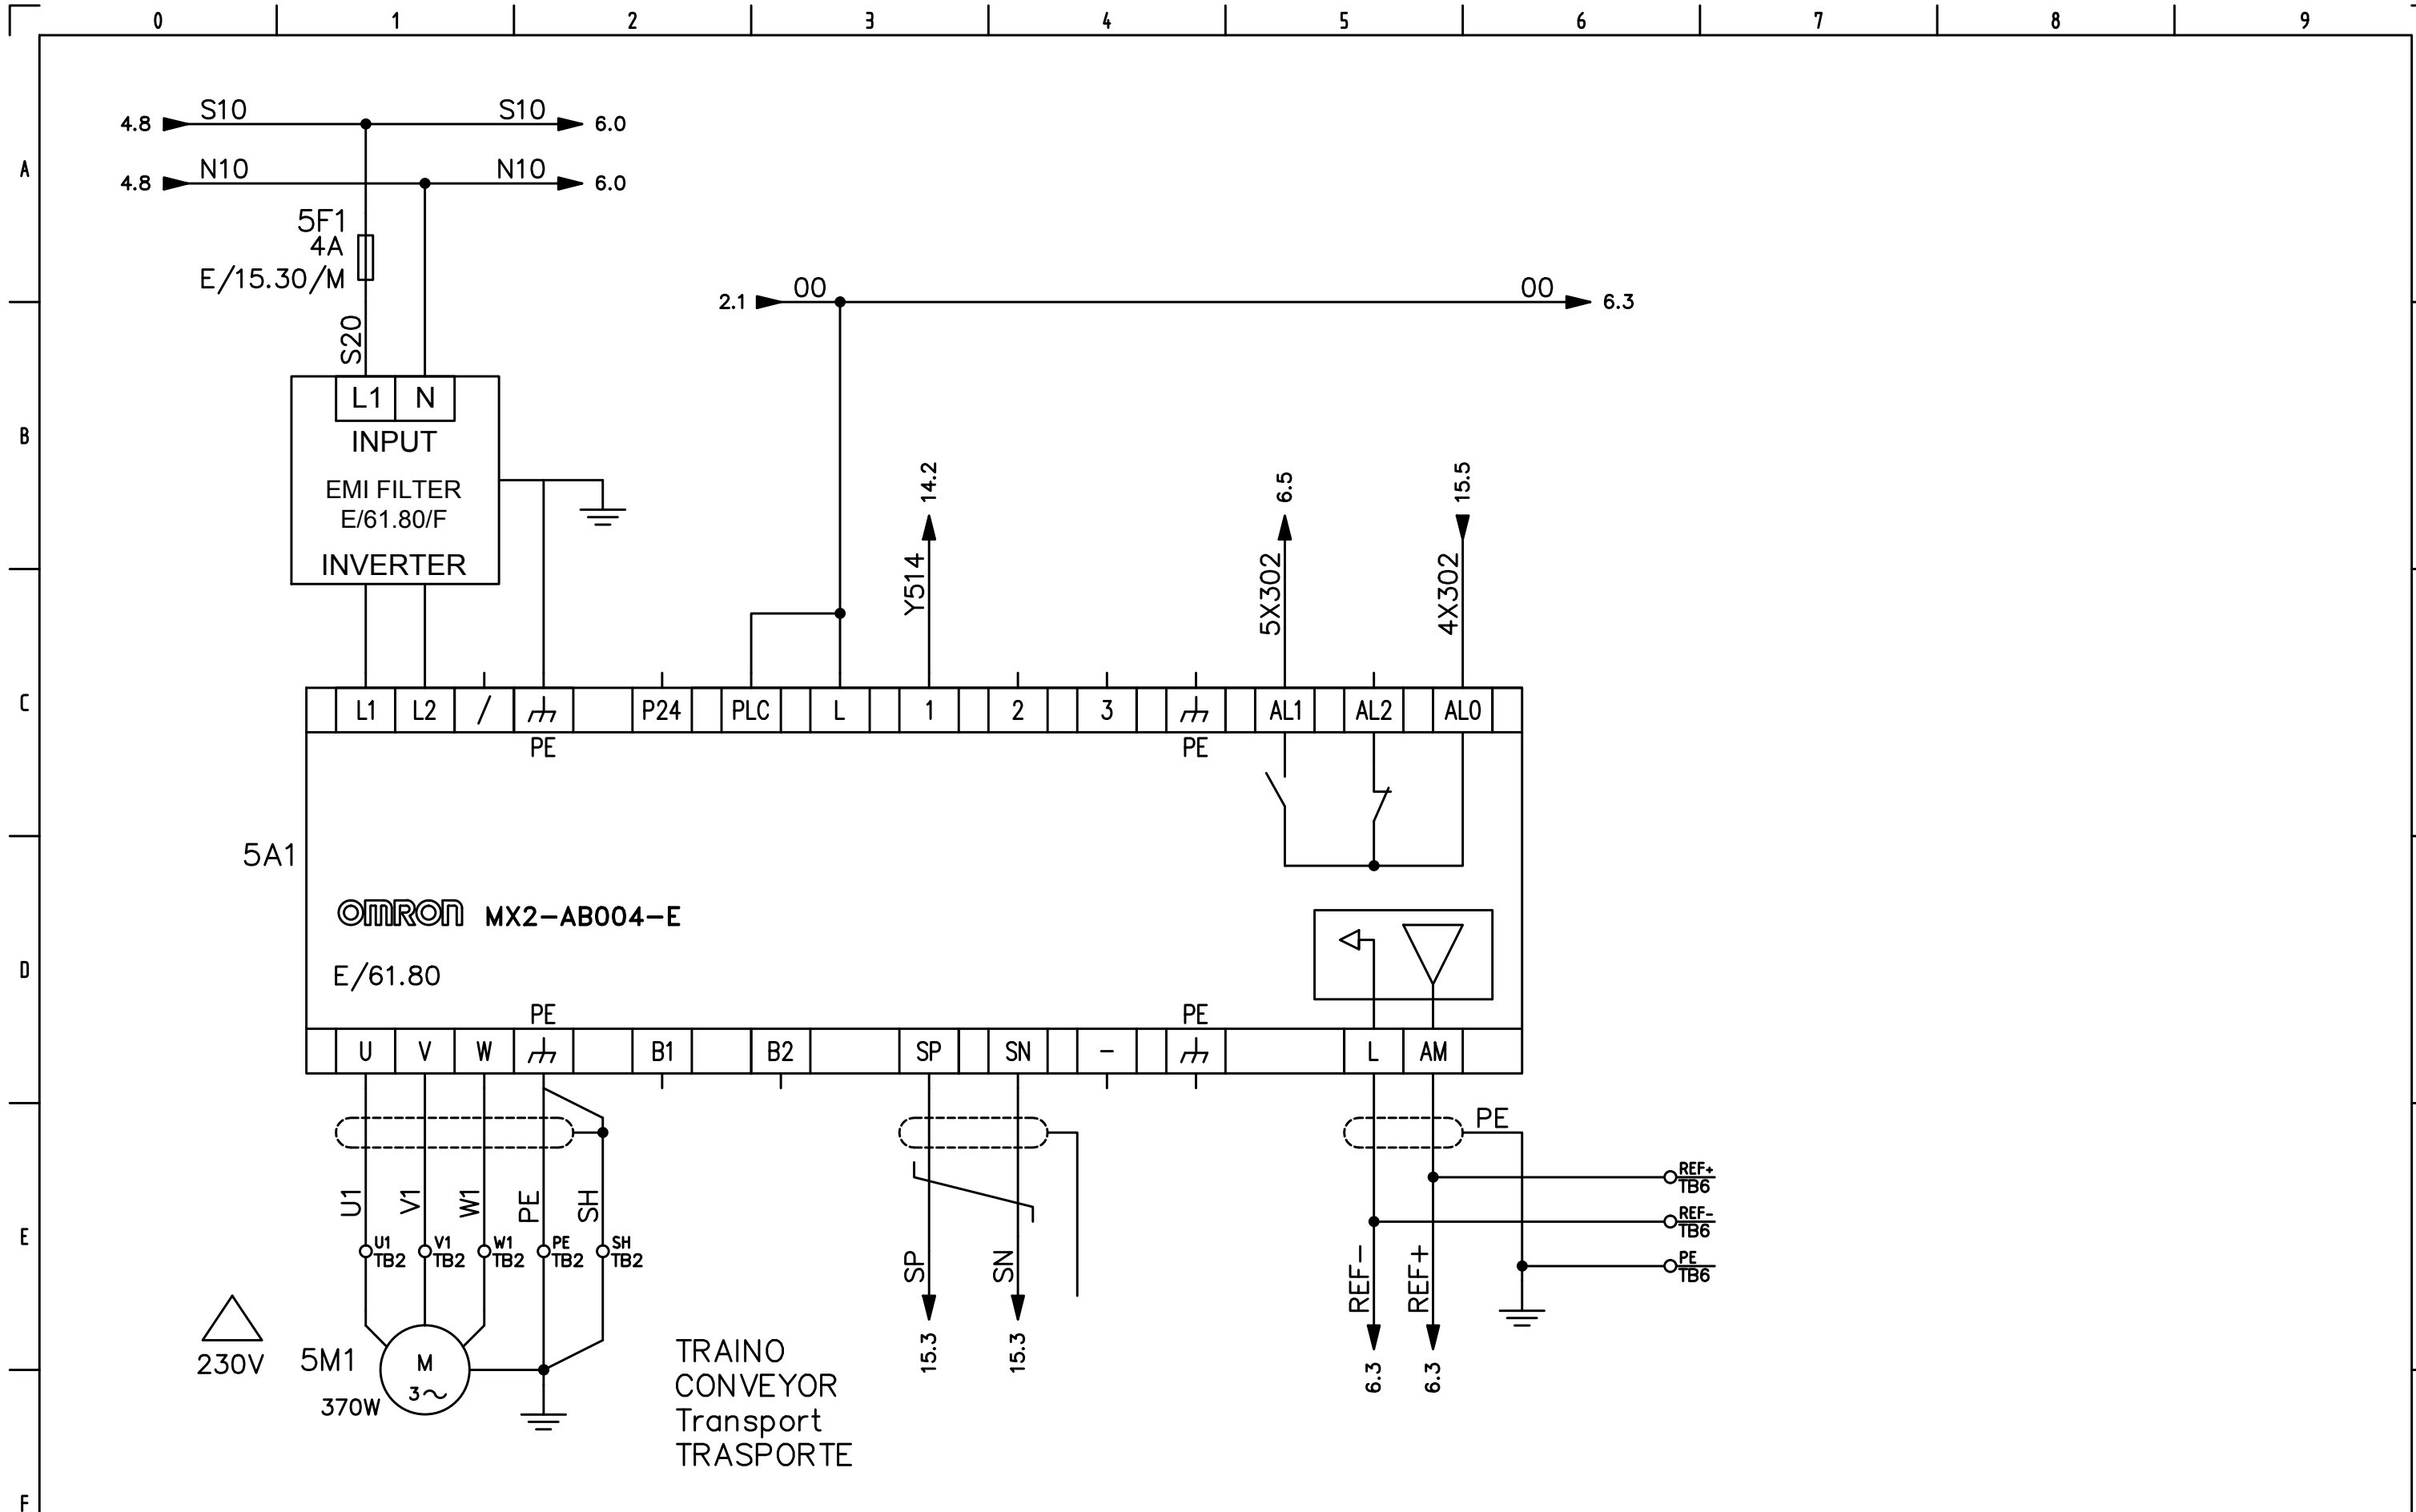 0 1 2 3 4 5 6 7 8 9
S10 S10
4.8 6.0
A
N10 N10
4.8 6.0
5F1
4A
E/15.30/M
00 00
2.1 6.3
S20
L1 N
INPUT
B
EMI FILTER
E/61.80/F
INVERTER
14.2
6.5
15.5
Y514
5X302
4X302
C
L1 L2 / P24 PLC L 1 2 3 AL1 AL2 AL0
PE PE
5A1
OMRON MX2-AB004-E
D
E/61.80
PE PE
U V W B1 B2 SP SN - L AM
PE
REF+
TB6
U1 V1 W1 PE SH
REF-
TB6
E
U1 V1 W1 PE SH
TB2 TB2 TB2 TB2 TB2
SP SN
REF- REF+
PE
TB6
230V
5M1
M
3~
370W
15.3 15.3
6.3 6.3
TRAINO
CONVEYOR
Transport
TRASPORTE
F